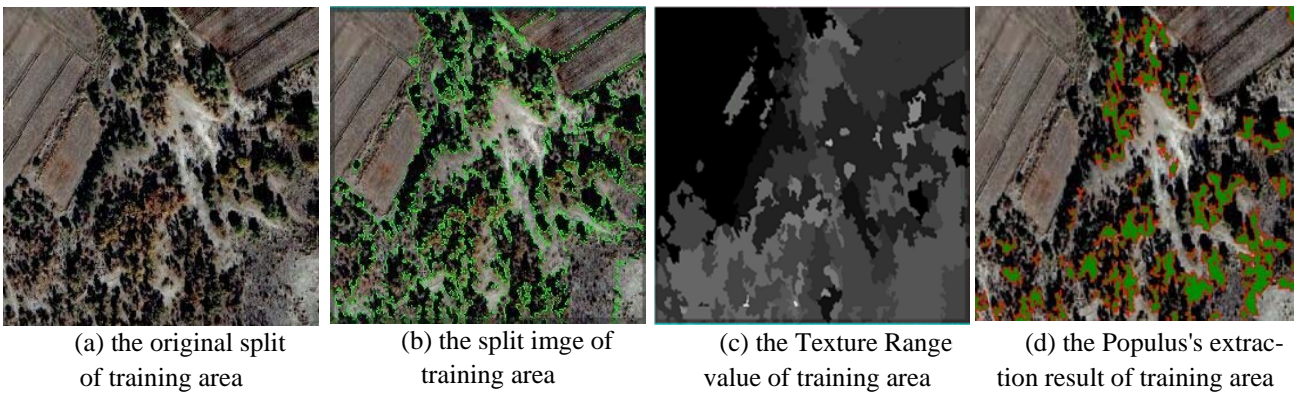 (a) the original split
of training area
(b) the split imge of
training area
(c) the Texture Range
value of training area
(d) the Populus's extrac-
tion result of training area